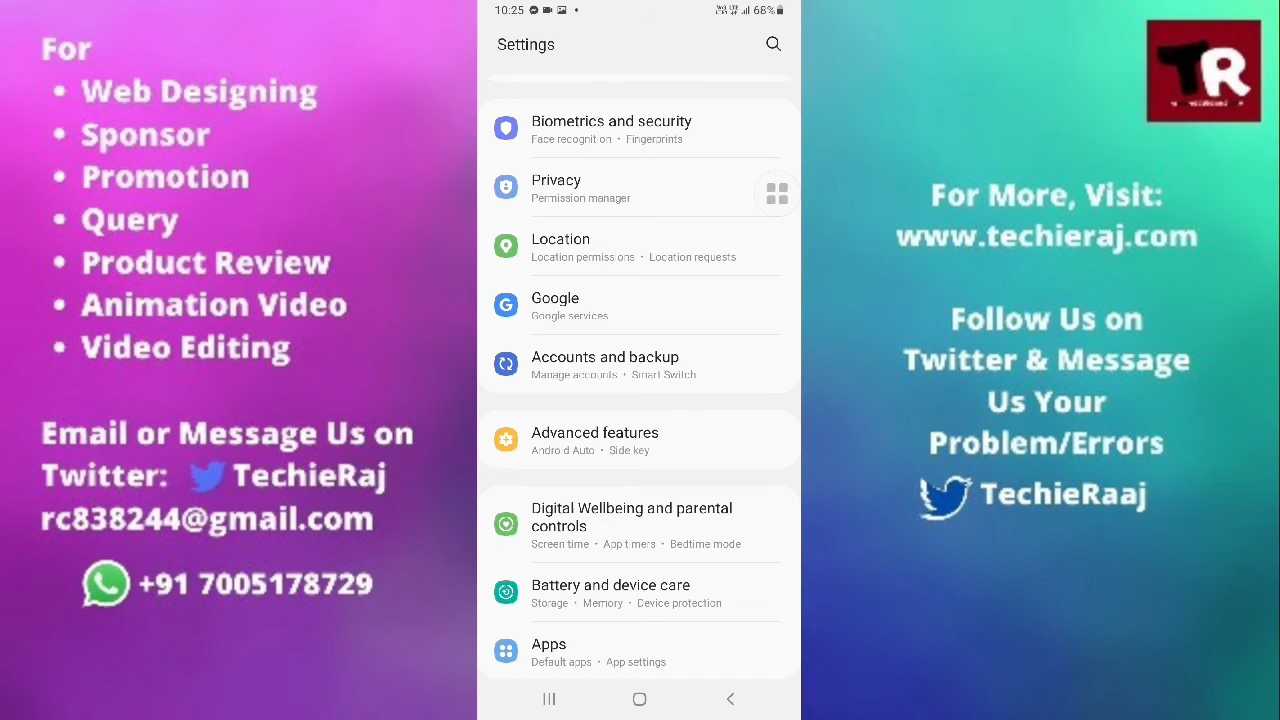 For
• Web Designing
• Sponsor
• Promotion
• Query
• Product Review
• Animation Video
• Video Editing
Email or Message Us on
Twitter: TechieRaj
rc838244@gmail.com
+91 7005178729
10:25
68%
Settings
Biometrics and security
Face recognition • Fingerprints
Privacy
Permission manager
Location
Location permissions • Location requests
Google
Google services
Accounts and backup
Manage accounts • Smart Switch
Advanced features
Android Auto • Side key
Digital Wellbeing and parental
controls
Screen time • App timers • Bedtime mode
Battery and device care
Storage • Memory • Device protection
Apps
Default apps • App settings
TR
For More, Visit:
www.techieraj.com
Follow Us on
Twitter & Message
Us Your
Problem/Errors
TechieRaaj